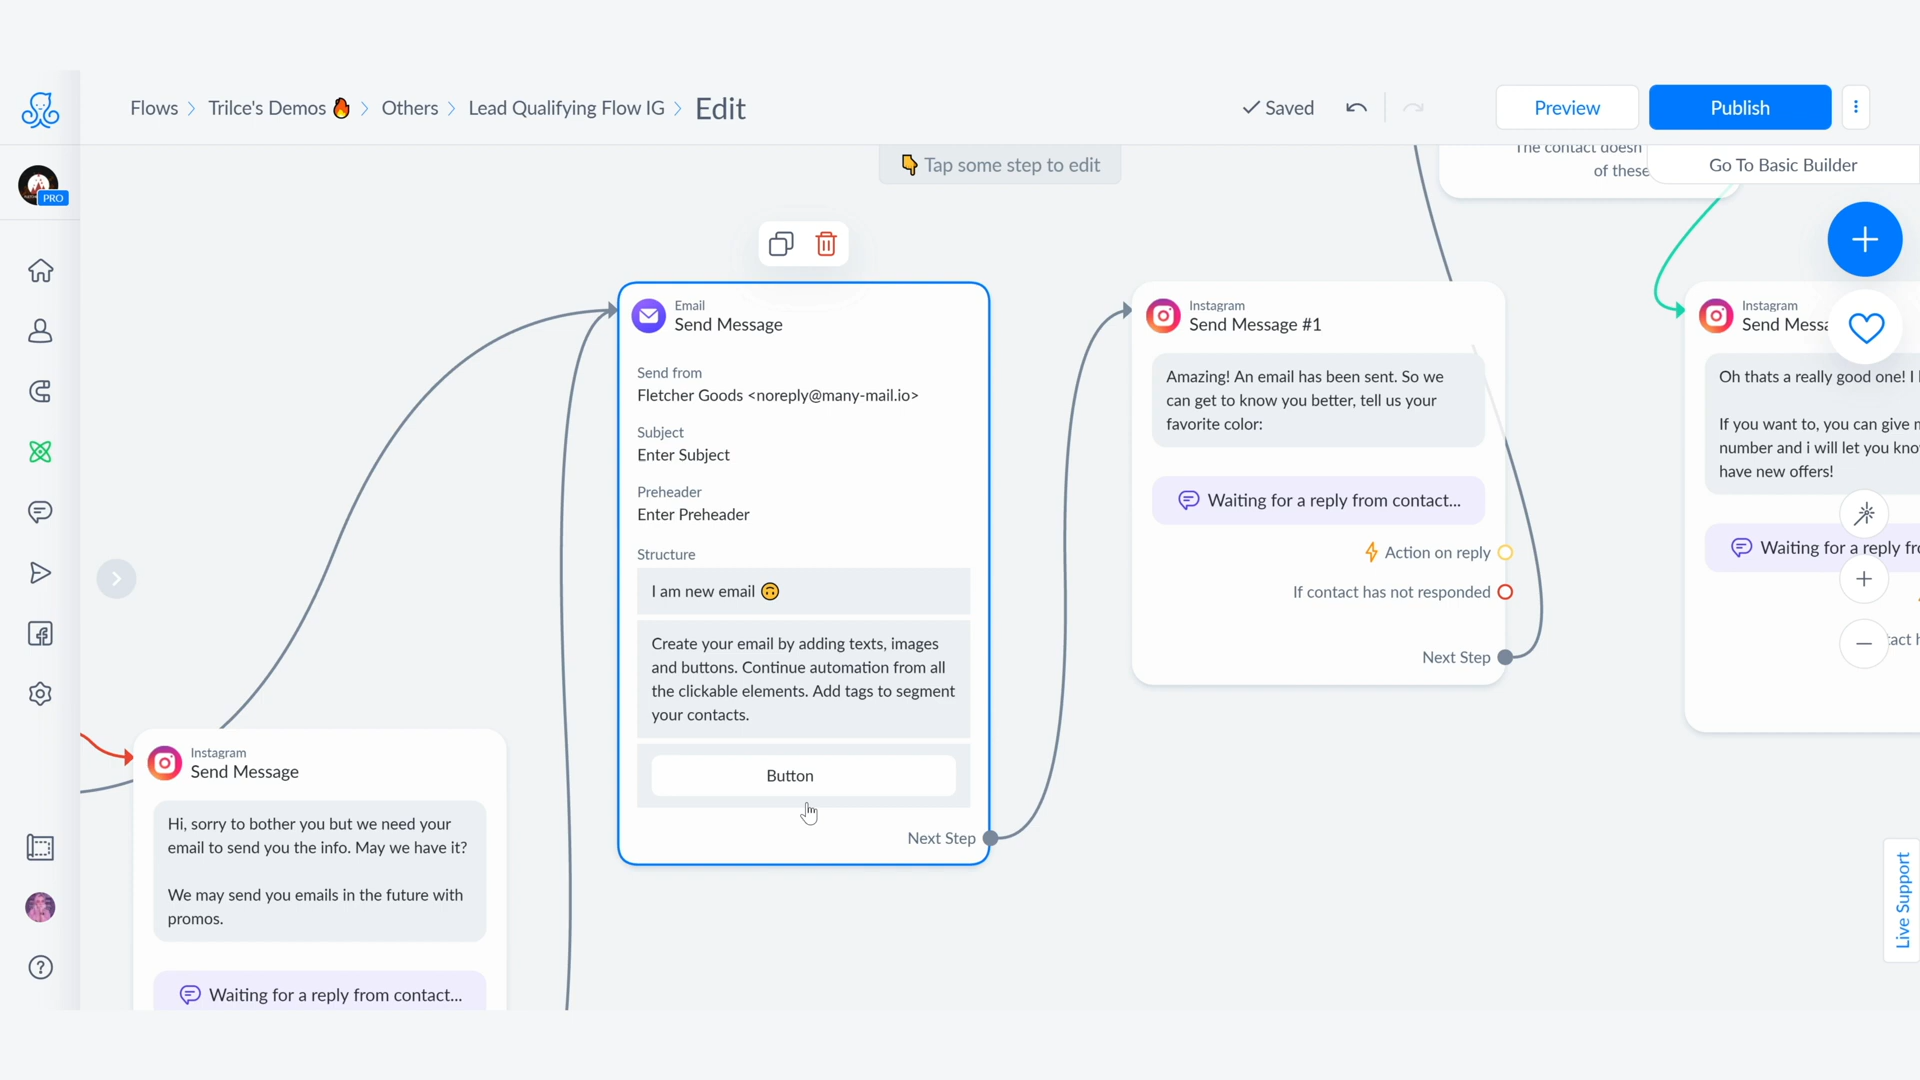 Flows > Trilce's Demos 🔥 > Others > Lead Qualifying Flow IG > Edit
Saved
Preview
Publish
PRO
👇 Tap some step to edit
The contact doesn
of these
Go To Basic Builder
Email
Send Message
Send from
Fletcher Goods <noreply@many-mail.io>
Subject
Enter Subject
Preheader
Enter Preheader
Structure
I am new email 🙃
Create your email by adding texts, images
and buttons. Continue automation from all
the clickable elements. Add tags to segment
your contacts.
Button
Next Step
Instagram
Send Message #1
Amazing! An email has been sent. So we
can get to know you better, tell us your
favorite color:
Waiting for a reply from contact...
Action on reply
If contact has not responded
Next Step
Instagram
Send Messa
Oh thats a really good one! I
If you want to, you can give
number and i will let you kno
have new offers!
Waiting for a reply fr
tact h
Instagram
Send Message
Hi, sorry to bother you but we need your
email to send you the info. May we have it?
We may send you emails in the future with
promos.
Waiting for a reply from contact...
Live Support